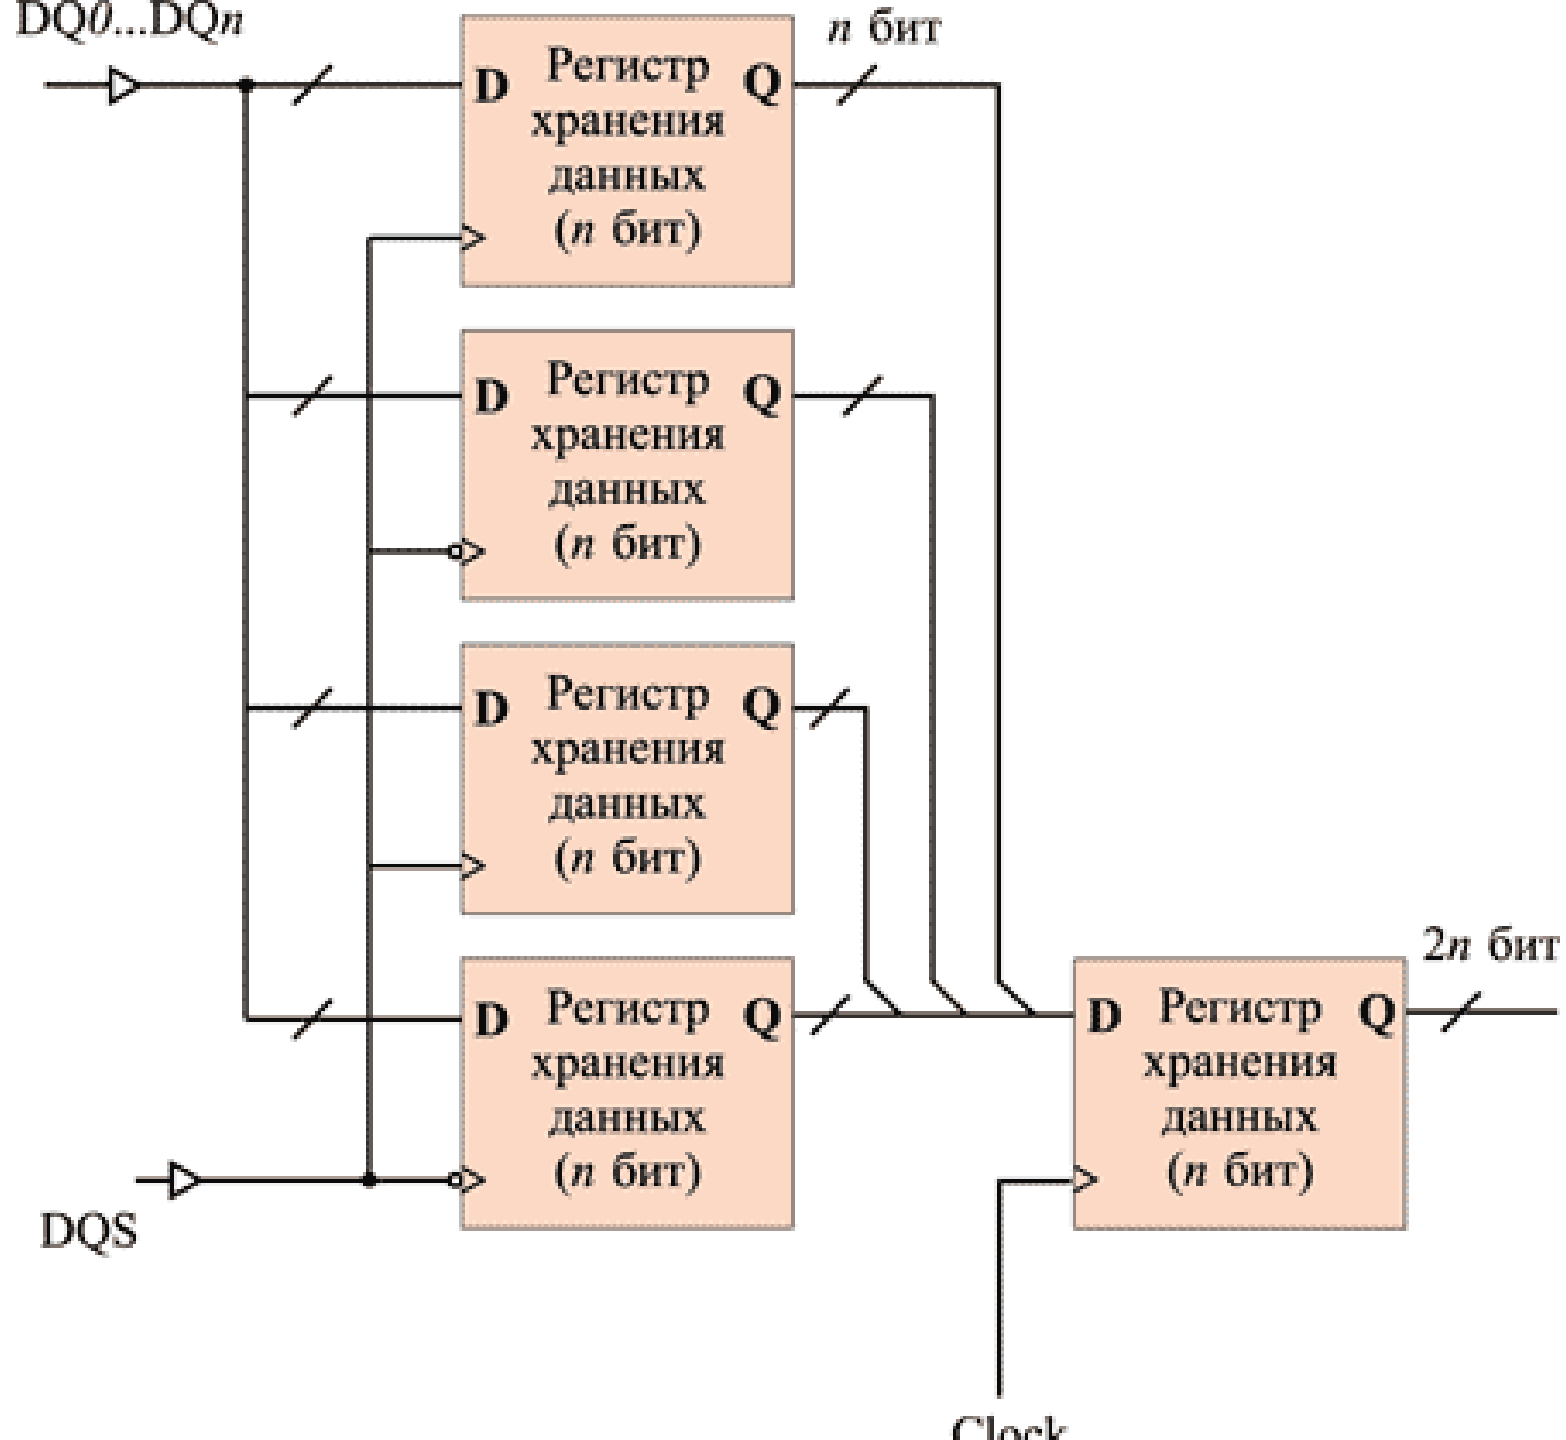 DQ0...DQn
n бит
D Регистр Q
хранения
данных
(n бит)
D Регистр Q
хранения
данных
(n бит)
D Регистр Q
хранения
данных
(n бит)
D Регистр Q
хранения
данных
(n бит)
2n бит
D Регистр Q
хранения
данных
(n бит)
DQS
Clock